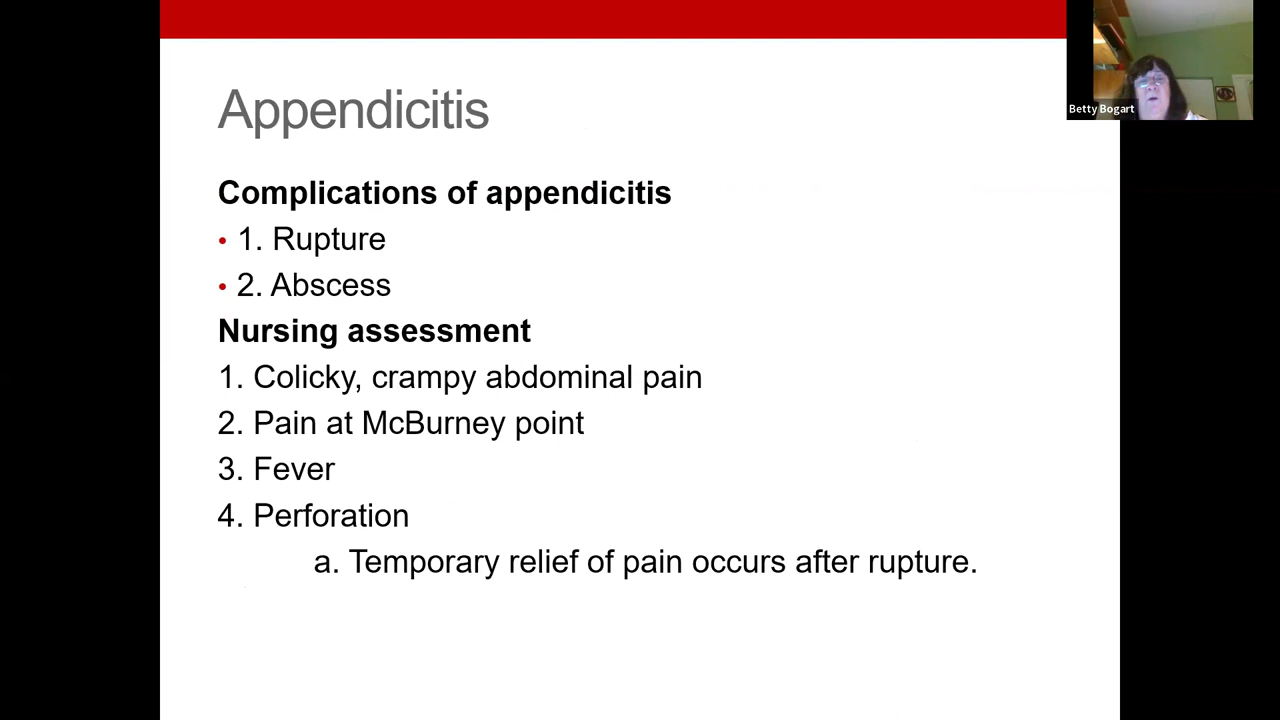 Betty Bogart
Appendicitis
Complications of appendicitis
• 1. Rupture
• 2. Abscess
Nursing assessment
1. Colicky, crampy abdominal pain
2. Pain at McBurney point
3. Fever
4. Perforation
a. Temporary relief of pain occurs after rupture.